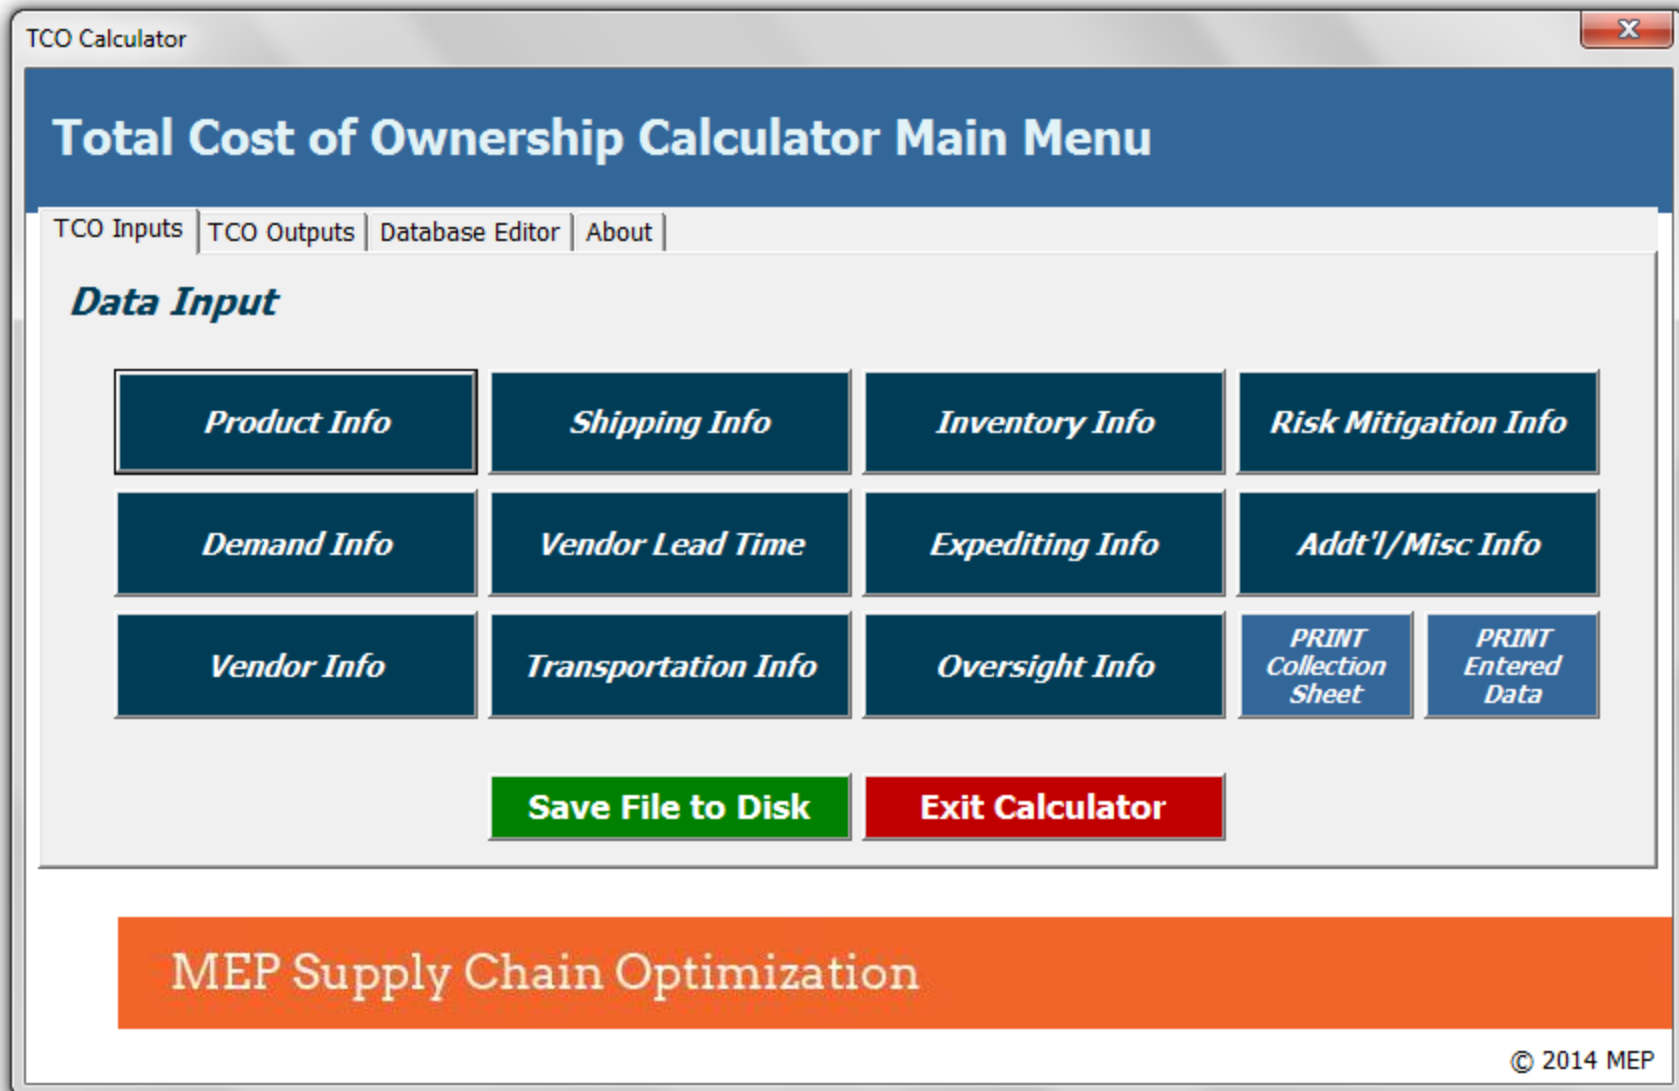 TCO Calculator
x
Total Cost of Ownership Calculator Main Menu
TCO Inputs TCO Outputs Database Editor About
Data Input
Product Info Shipping Info Inventory Info Risk Mitigation Info
Demand Info Vendor Lead Time Expediting Info Addt'l/Misc Info
Vendor Info Transportation Info Oversight Info
PRINT
Collection
Sheet
PRINT
Entered
Data
Save File to Disk Exit Calculator
MEP Supply Chain Optimization
© 2014 MEP